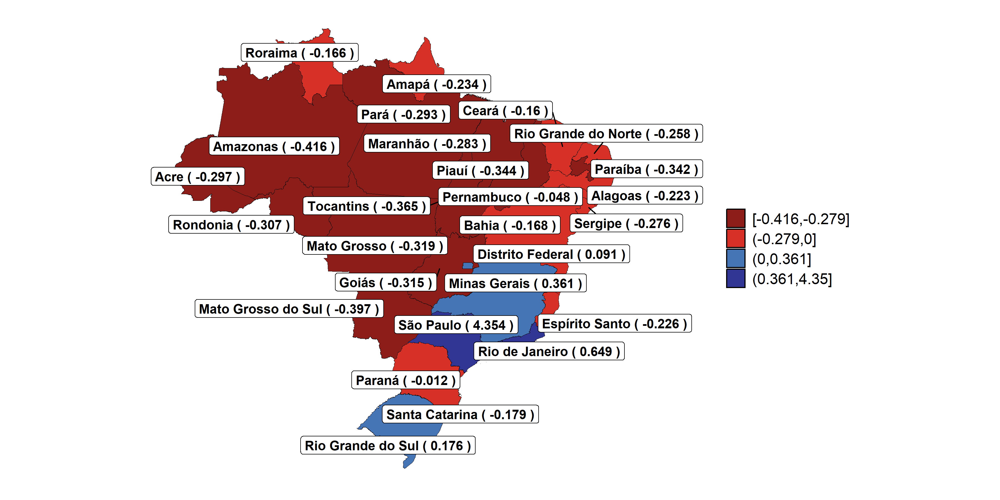 Roraima ( -0.166 )
Amapá ( -0.234 )
Ceará ( -0.16 )
Pará ( -0.293 )
Rio Grande do Norte ( -0.258 )
Maranhão ( -0.283 )
Amazonas ( -0.416 )
Paraíba ( -0.342 )
Piauí ( -0.344 )
Acre ( -0.297 )
Alagoas ( -0.223 )
Pernambuco ( -0.048 )
Tocantins ( -0.365 )
Sergipe ( -0.276 )
Rondonia ( -0.307 )
Bahia ( -0.168 )
Mato Grosso ( -0.319 )
Distrito Federal ( 0.091 )
Goiás ( -0.315 )
Minas Gerais ( 0.361 )
Mato Grosso do Sul ( -0.397 )
São Paulo ( 4.354 )
Espírito Santo ( -0.226 )
Rio de Janeiro ( 0.649 )
Paraná ( -0.012 )
Santa Catarina ( -0.179 )
Rio Grande do Sul ( 0.176 )
[-0.416,-0.279]
(-0.279,0]
(0,0.361]
(0.361,4.35]